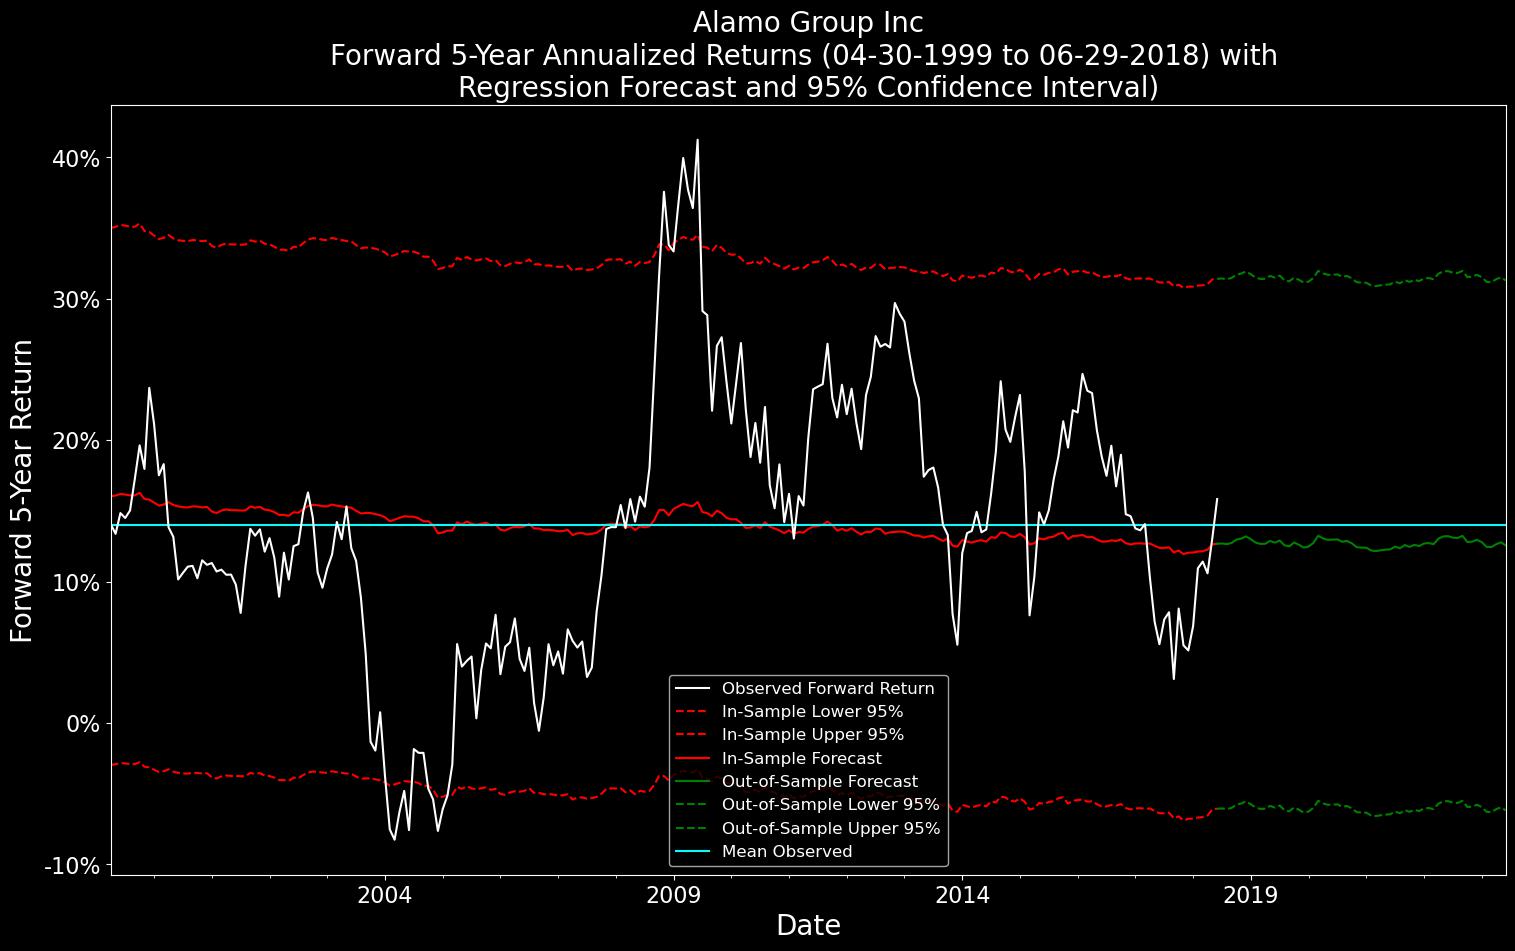 Alamo Group Inc
Forward 5-Year Annualized Returns (04-30-1999 to 06-29-2018) with
Regression Forecast and 95% Confidence Interval)
Forward 5-Year Return
40%
30%
20%
10%
0%
-10%
Observed Forward Return
In-Sample Lower 95%
In-Sample Upper 95%
In-Sample Forecast
Out-of-Sample Forecast
Out-of-Sample Lower 95%
Out-of-Sample Upper 95%
Mean Observed
2004
2009
2014
2019
Date